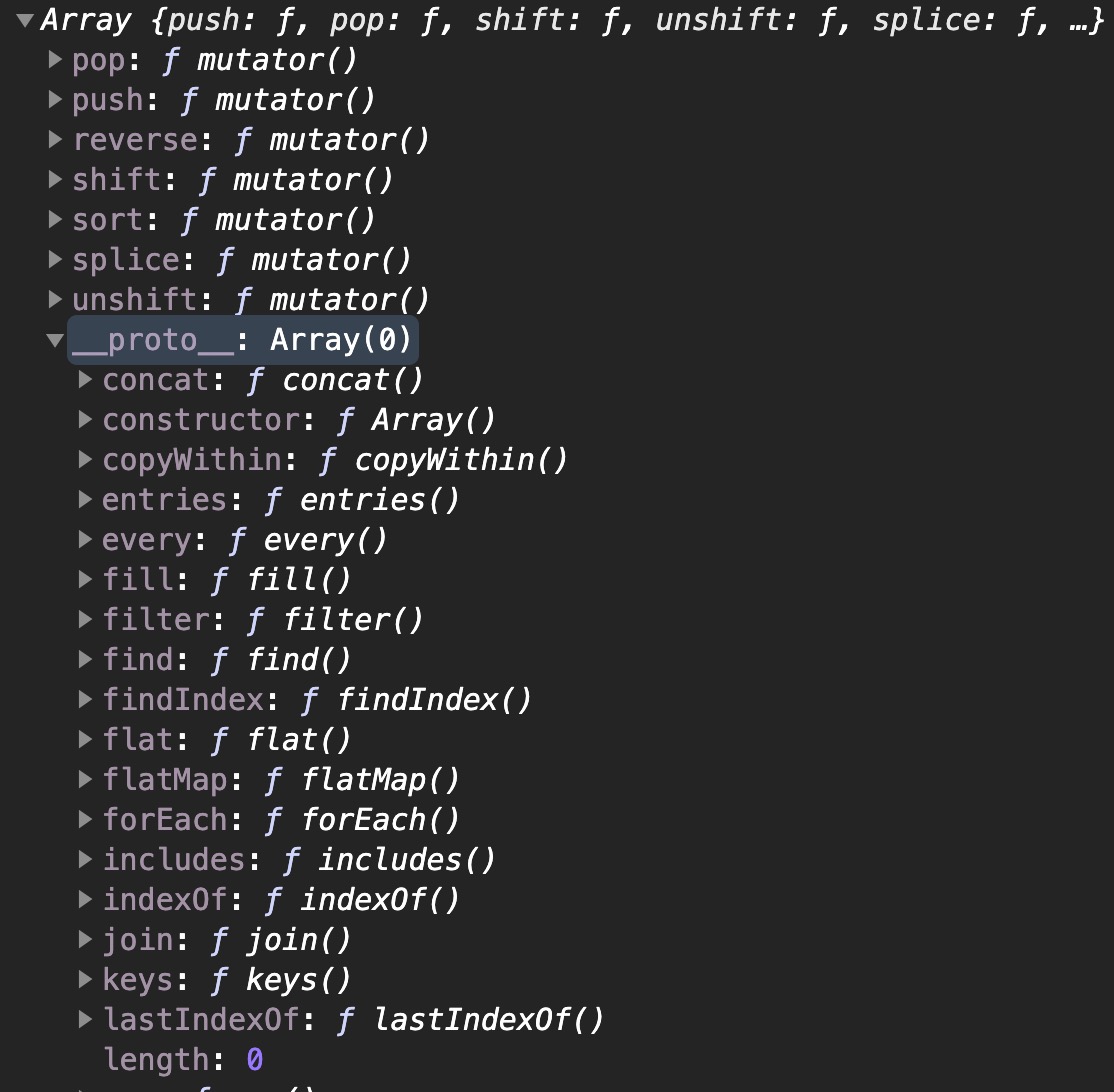 Array {push: ƒ, pop: ƒ, shift: ƒ, unshift: ƒ, splice: ƒ, …}
pop: ƒ mutator()
push: ƒ mutator()
reverse: ƒ mutator()
shift: ƒ mutator()
sort: ƒ mutator()
splice: ƒ mutator()
unshift: ƒ mutator()
__proto__: Array(0)
concat: ƒ concat()
constructor: ƒ Array()
copyWithin: ƒ copyWithin()
entries: ƒ entries()
every: ƒ every()
fill: ƒ fill()
filter: ƒ filter()
find: ƒ find()
findIndex: ƒ findIndex()
flat: ƒ flat()
flatMap: ƒ flatMap()
forEach: ƒ forEach()
includes: ƒ includes()
indexOf: ƒ indexOf()
join: ƒ join()
keys: ƒ keys()
lastIndexOf: ƒ lastIndexOf()
length: 0